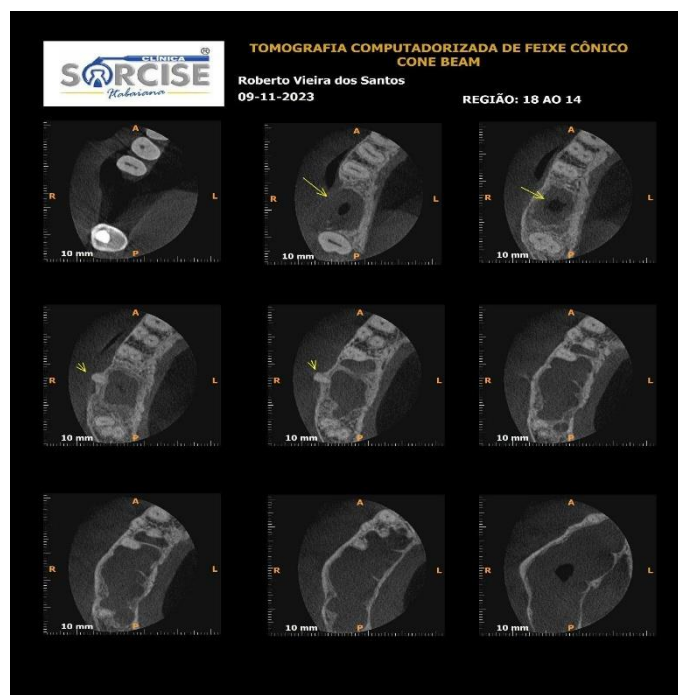 CLÍNICA ®
SORCISE
Itabaiana
TOMOGRAFIA COMPUTADORIZADA DE FEIXE CÔNICO
CONE BEAM
Roberto Vieira dos Santos
09-11-2023
REGIÃO: 18 AO 14
A
R
L
10 mm
P
A
R
L
10 mm
P
A
R
L
10 mm
P
A
R
L
10 mm
P
A
R
L
10 mm
P
A
R
L
10 mm
P
A
R
L
10 mm
P
A
R
L
10 mm
P
A
R
L
10 mm
P